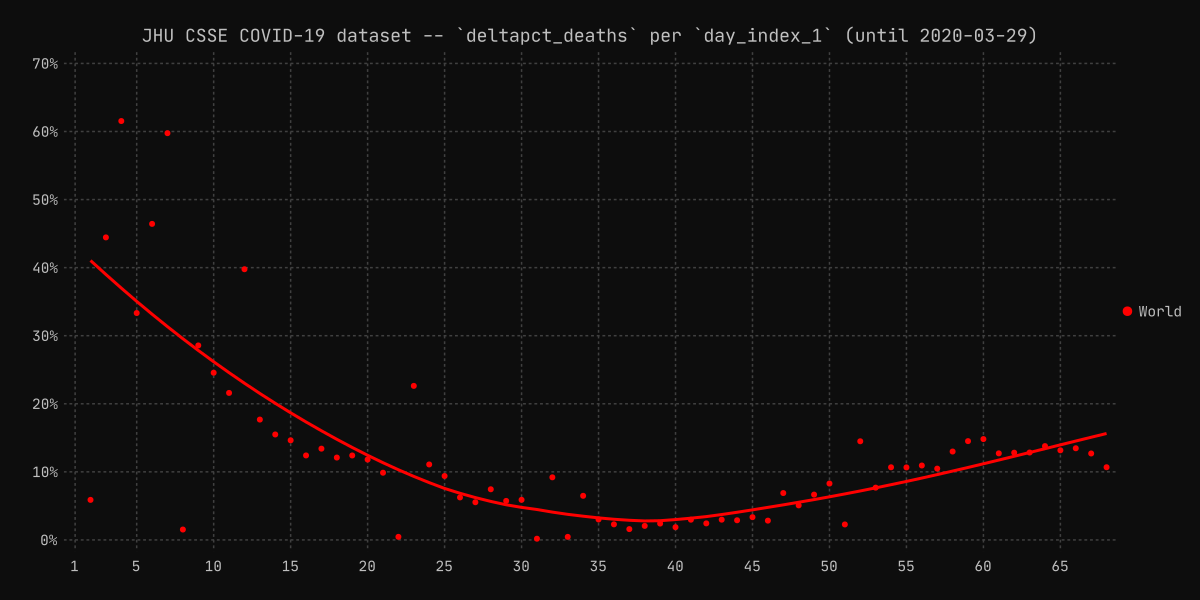 JHU CSSE COVID-19 dataset -- `deltapct_deaths` per `day_index_1` (until 2020-03-29)
70%
60%
50%
40%
30%
20%
10%
0%
1 5 10 15 20 25 30 35 40 45 50 55 60 65
World